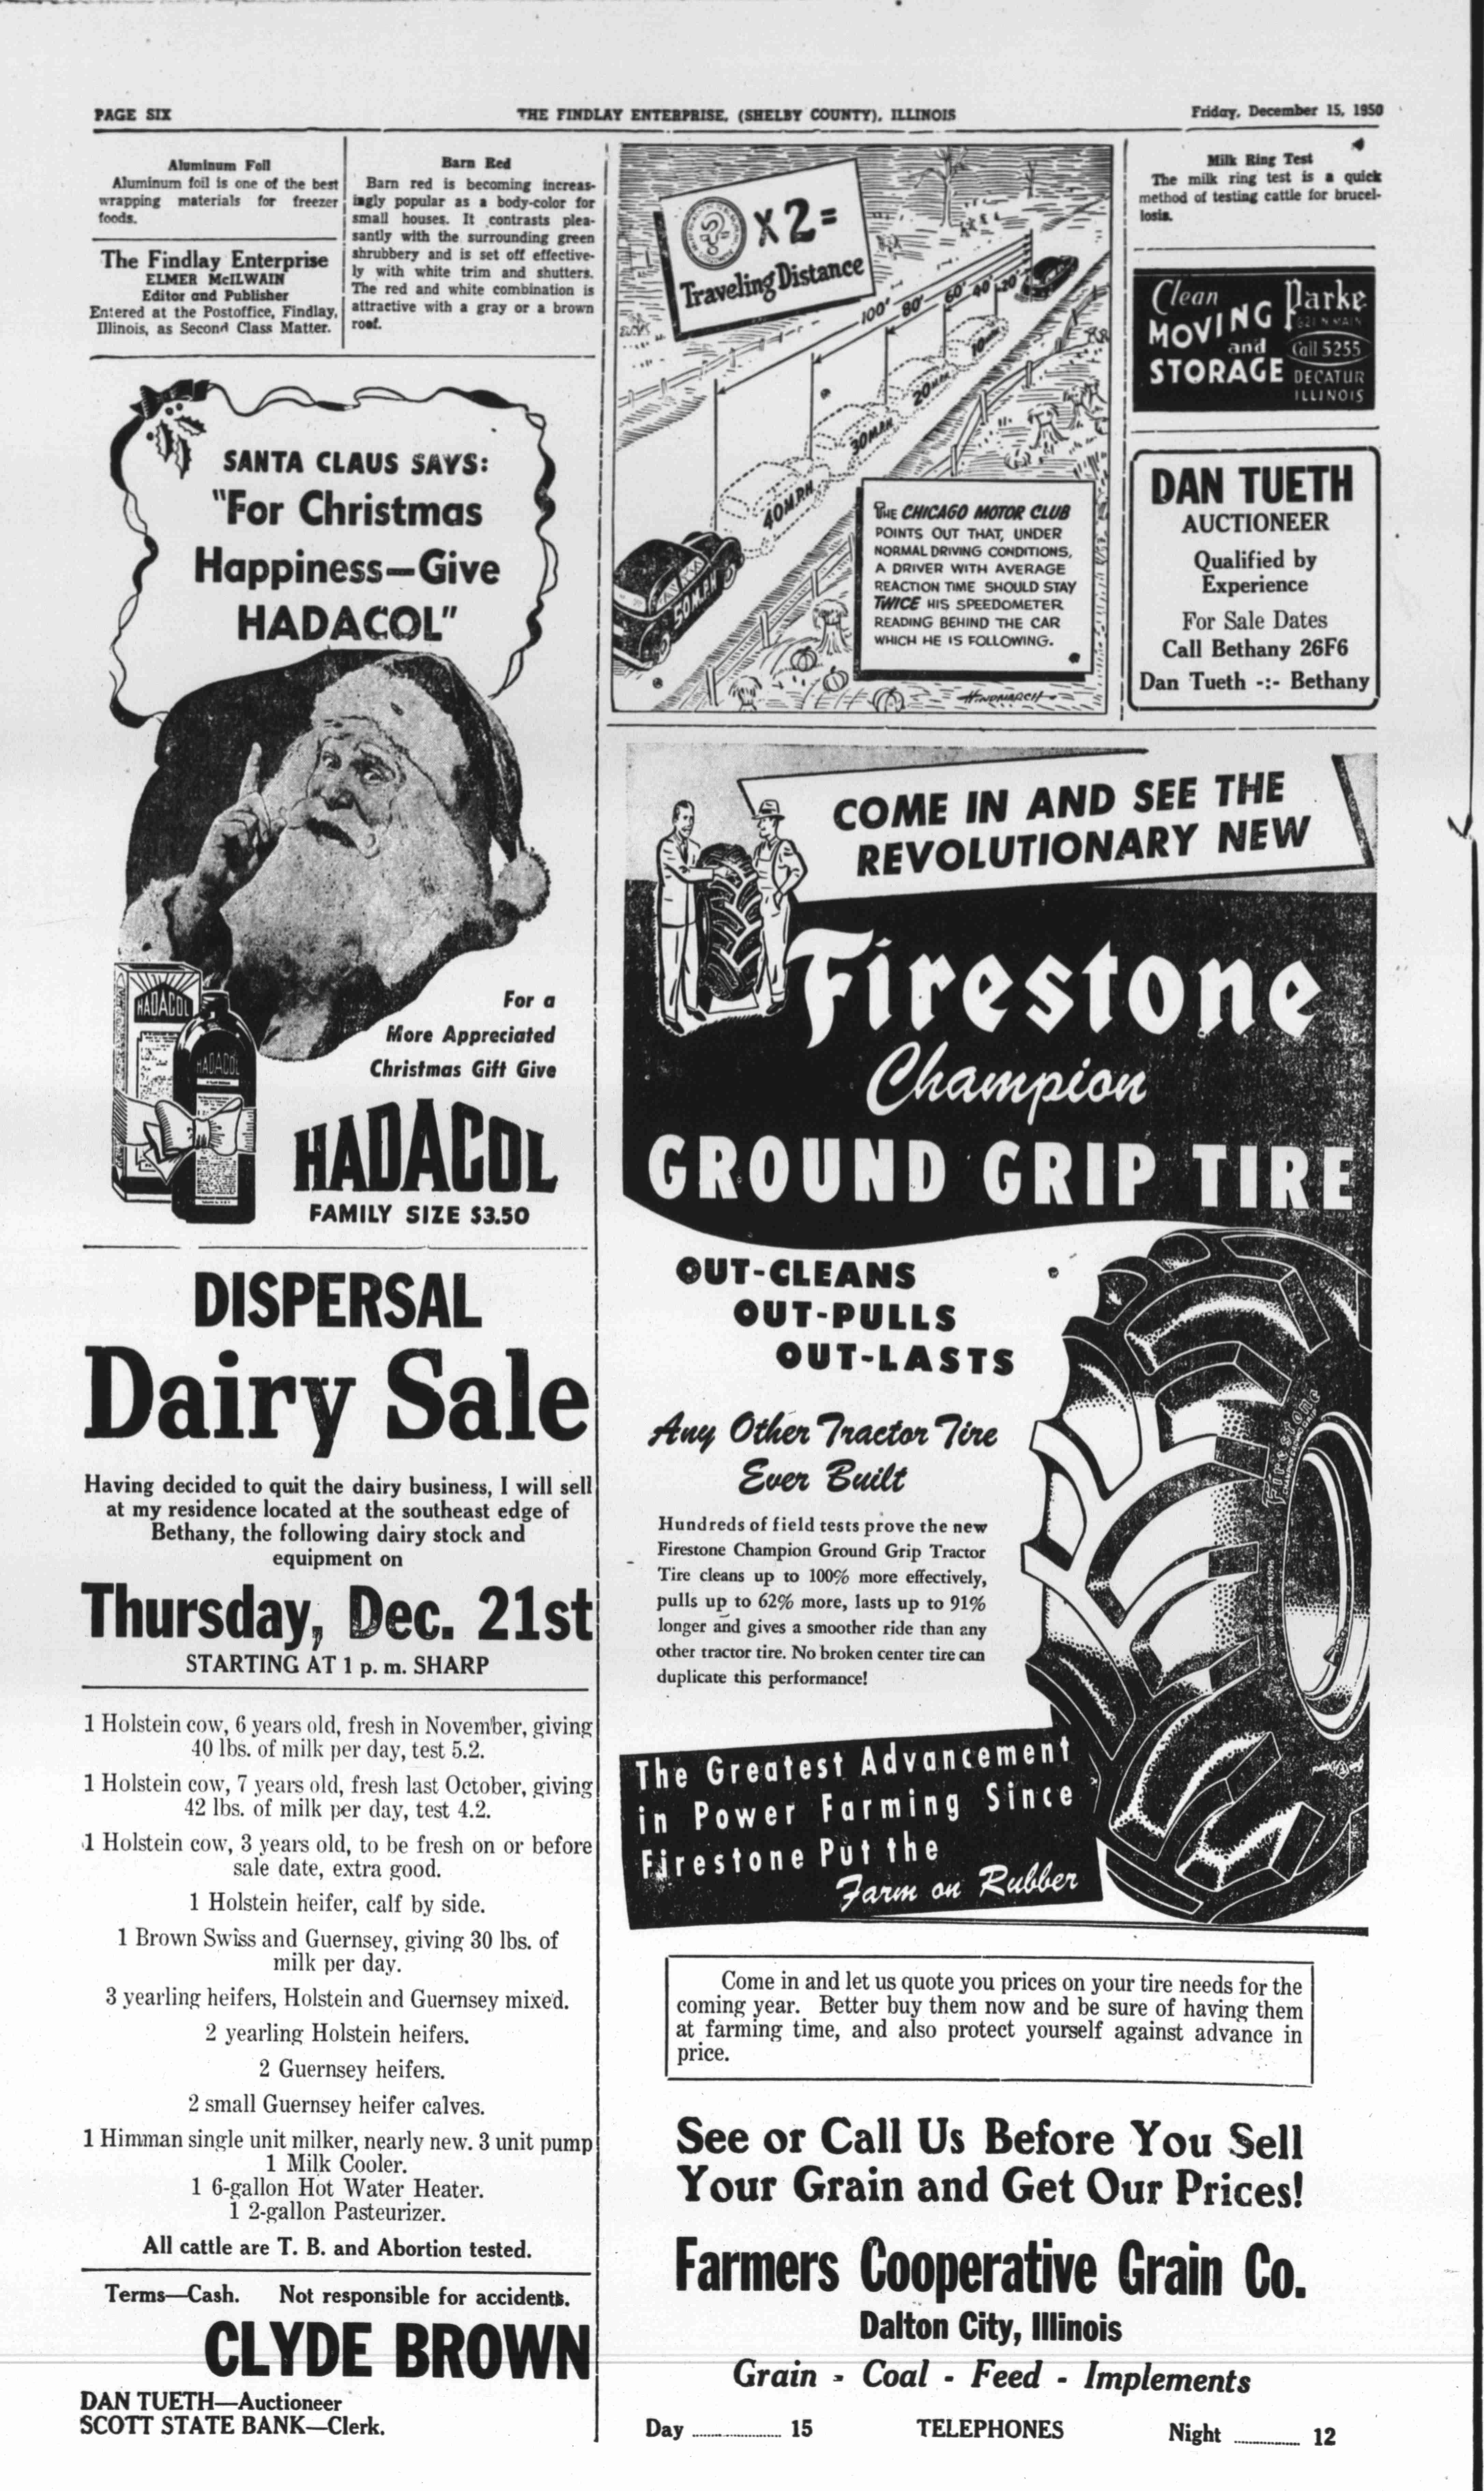 PAGE SIX
THE FINDLAY ENTERPRISE, (SHELBY COUNTY), ILLINOIS
Friday, December 15, 1950
Aluminum Foil
Aluminum foil is one of the best
wrapping materials for freezer
foods.
The Findlay Enterprise
ELMER McILWAIN
Editor and Publisher
Entered at the Postoffice, Findlay,
Illinois, as Second Class Matter.
Barn Red
Barn red is becoming increas-
ingly popular as a body-color for
small houses. It contrasts plea-
santly with the surrounding green
shrubbery and is set off effective-
ly with white trim and shutters.
The red and white combination is
attractive with a gray or a brown
roof.
SANTA CLAUS SAYS:
"For Christmas
Happiness—Give
HADACOL"
HADACOL
HADACOL
For a
More Appreciated
Christmas Gift Give
HADACOL
FAMILY SIZE $3.50
DISPERSAL
Dairy Sale
Having decided to quit the dairy business, I will sell
at my residence located at the southeast edge of
Bethany, the following dairy stock and
equipment on
Thursday, Dec. 21st
STARTING AT 1 p. m. SHARP
1 Holstein cow, 6 years old, fresh in November, giving
40 lbs. of milk per day, test 5.2.
1 Holstein cow, 7 years old, fresh last October, giving
42 lbs. of milk per day, test 4.2.
1 Holstein cow, 3 years old, to be fresh on or before
sale date, extra good.
1 Holstein heifer, calf by side.
1 Brown Swiss and Guernsey, giving 30 lbs. of
milk per day.
3 yearling heifers, Holstein and Guernsey mixed.
2 yearling Holstein heifers.
2 Guernsey heifers.
2 small Guernsey heifer calves.
1 Himman single unit milker, nearly new. 3 unit pump
1 Milk Cooler.
1 6-gallon Hot Water Heater.
1 2-gallon Pasteurizer.
All cattle are T. B. and Abortion tested.
Terms—Cash. Not responsible for accidents.
CLYDE BROWN
DAN TUETH—Auctioneer
SCOTT STATE BANK—Clerk.
? X 2 =
Traveling Distance
100' 80' 60' 40' 20'
10 M.P.H.
20 M.P.H.
30 M.P.H.
40 M.P.H.
50 M.P.H.
THE CHICAGO MOTOR CLUB
POINTS OUT THAT, UNDER
NORMAL DRIVING CONDITIONS,
A DRIVER WITH AVERAGE
REACTION TIME SHOULD STAY
TWICE HIS SPEEDOMETER
READING BEHIND THE CAR
WHICH HE IS FOLLOWING.
HINDMARCH
Milk Ring Test
The milk ring test is a quick
method of testing cattle for brucel-
losis.
Clean Parke
MOVING 621 N MAIN
and Call 5255
STORAGE DECATUR
ILLINOIS
DAN TUETH
AUCTIONEER
Qualified by
Experience
For Sale Dates
Call Bethany 26F6
Dan Tueth -:- Bethany
COME IN AND SEE THE
REVOLUTIONARY NEW
Firestone
Champion
GROUND GRIP TIRE
OUT-CLEANS
OUT-PULLS
OUT-LASTS
Any Other Tractor Tire
Ever Built
Hundreds of field tests prove the new
Firestone Champion Ground Grip Tractor
Tire cleans up to 100% more effectively,
pulls up to 62% more, lasts up to 91%
longer and gives a smoother ride than any
other tractor tire. No broken center tire can
duplicate this performance!
Firestone
The Greatest Advancement
in Power Farming Since
Firestone Put the
Farm on Rubber
Come in and let us quote you prices on your tire needs for the
coming year. Better buy them now and be sure of having them
at farming time, and also protect yourself against advance in
price.
See or Call Us Before You Sell
Your Grain and Get Our Prices!
Farmers Cooperative Grain Co.
Dalton City, Illinois
Grain - Coal - Feed - Implements
Day .......... 15 TELEPHONES Night .......... 12